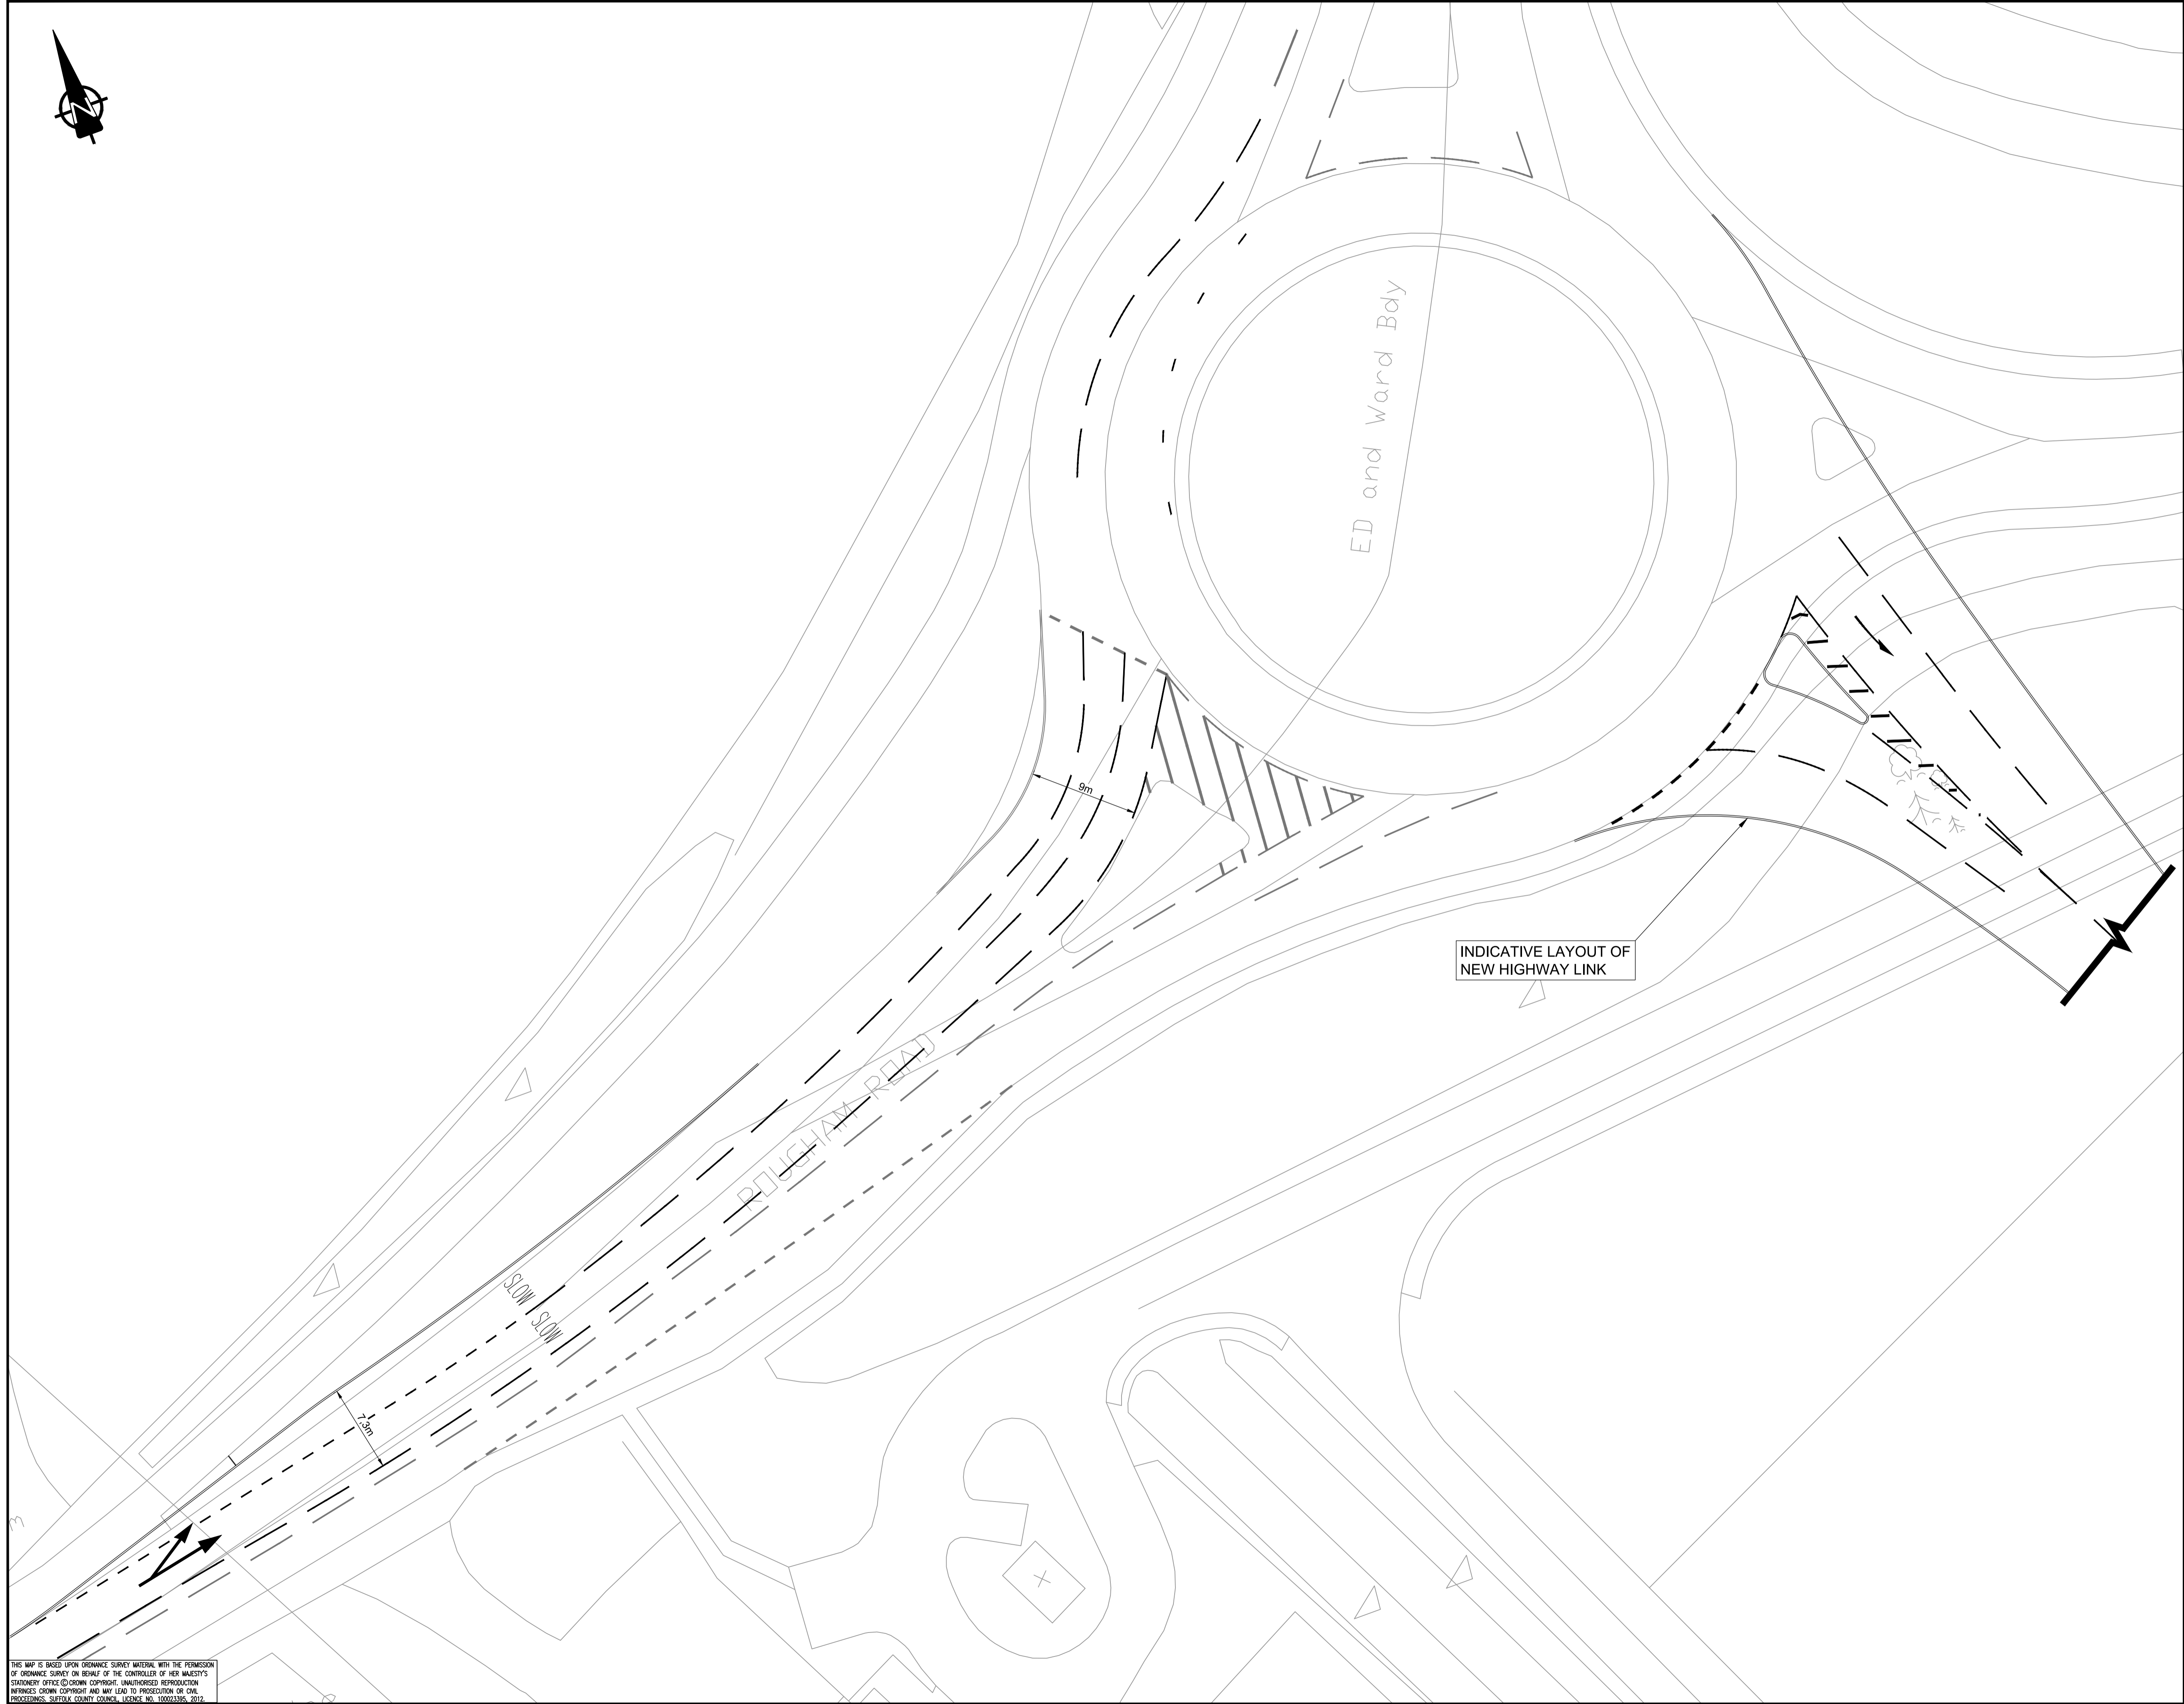 N
ED and Ward Bdy
9m
INDICATIVE LAYOUT OF
NEW HIGHWAY LINK
ROUGHAM ROAD
SLOW
SLOW
7.3m
m
THIS MAP IS BASED UPON ORDNANCE SURVEY MATERIAL WITH THE PERMISSION
OF ORDNANCE SURVEY ON BEHALF OF THE CONTROLLER OF HER MAJESTY'S
STATIONERY OFFICE © CROWN COPYRIGHT. UNAUTHORISED REPRODUCTION
INFRINGES CROWN COPYRIGHT AND MAY LEAD TO PROSECUTION OR CIVIL
PROCEEDINGS. SUFFOLK COUNTY COUNCIL, LICENCE NO. 100023395, 2012.